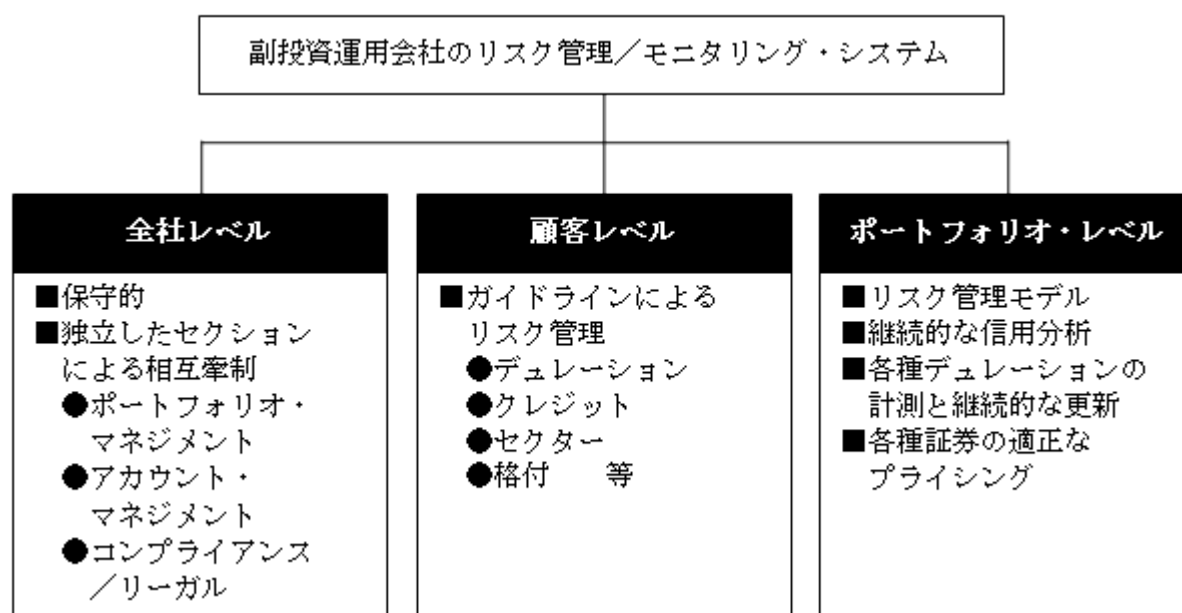 副投資運用会社のリスク管理／モニタリング・システム
全社レベル
■保守的
■独立したセクション
による相互牽制
●ポートフォリオ・
マネジメント
●アカウント・
マネジメント
●コンプライアンス
／リーガル
顧客レベル
■ガイドラインによる
リスク管理
●デュレーション
●クレジット
●セクター
●格付　　等
ポートフォリオ・レベル
■リスク管理モデル
■継続的な信用分析
■各種デュレーションの
計測と継続的な更新
■各種証券の適正な
プライシング